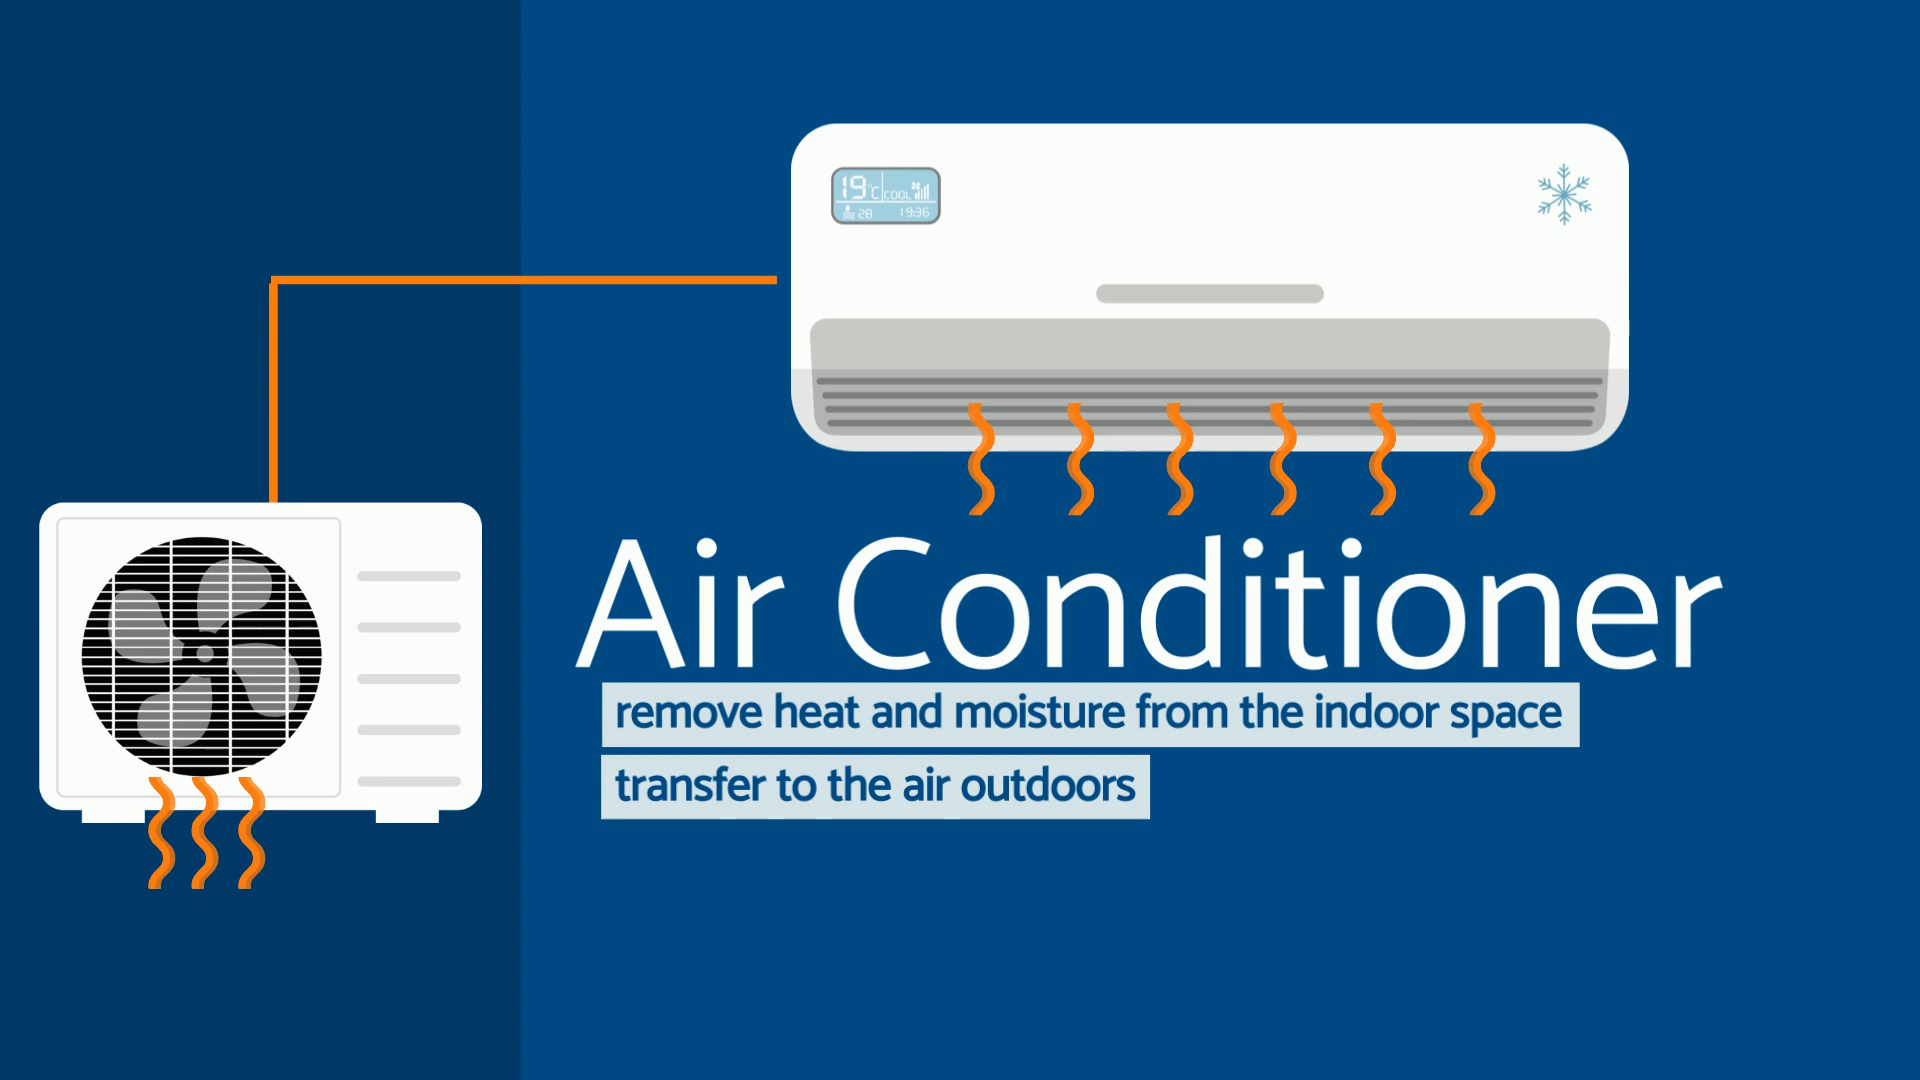 19°C COOL
28 19:36
Air Conditioner
remove heat and moisture from the indoor space
transfer to the air outdoors